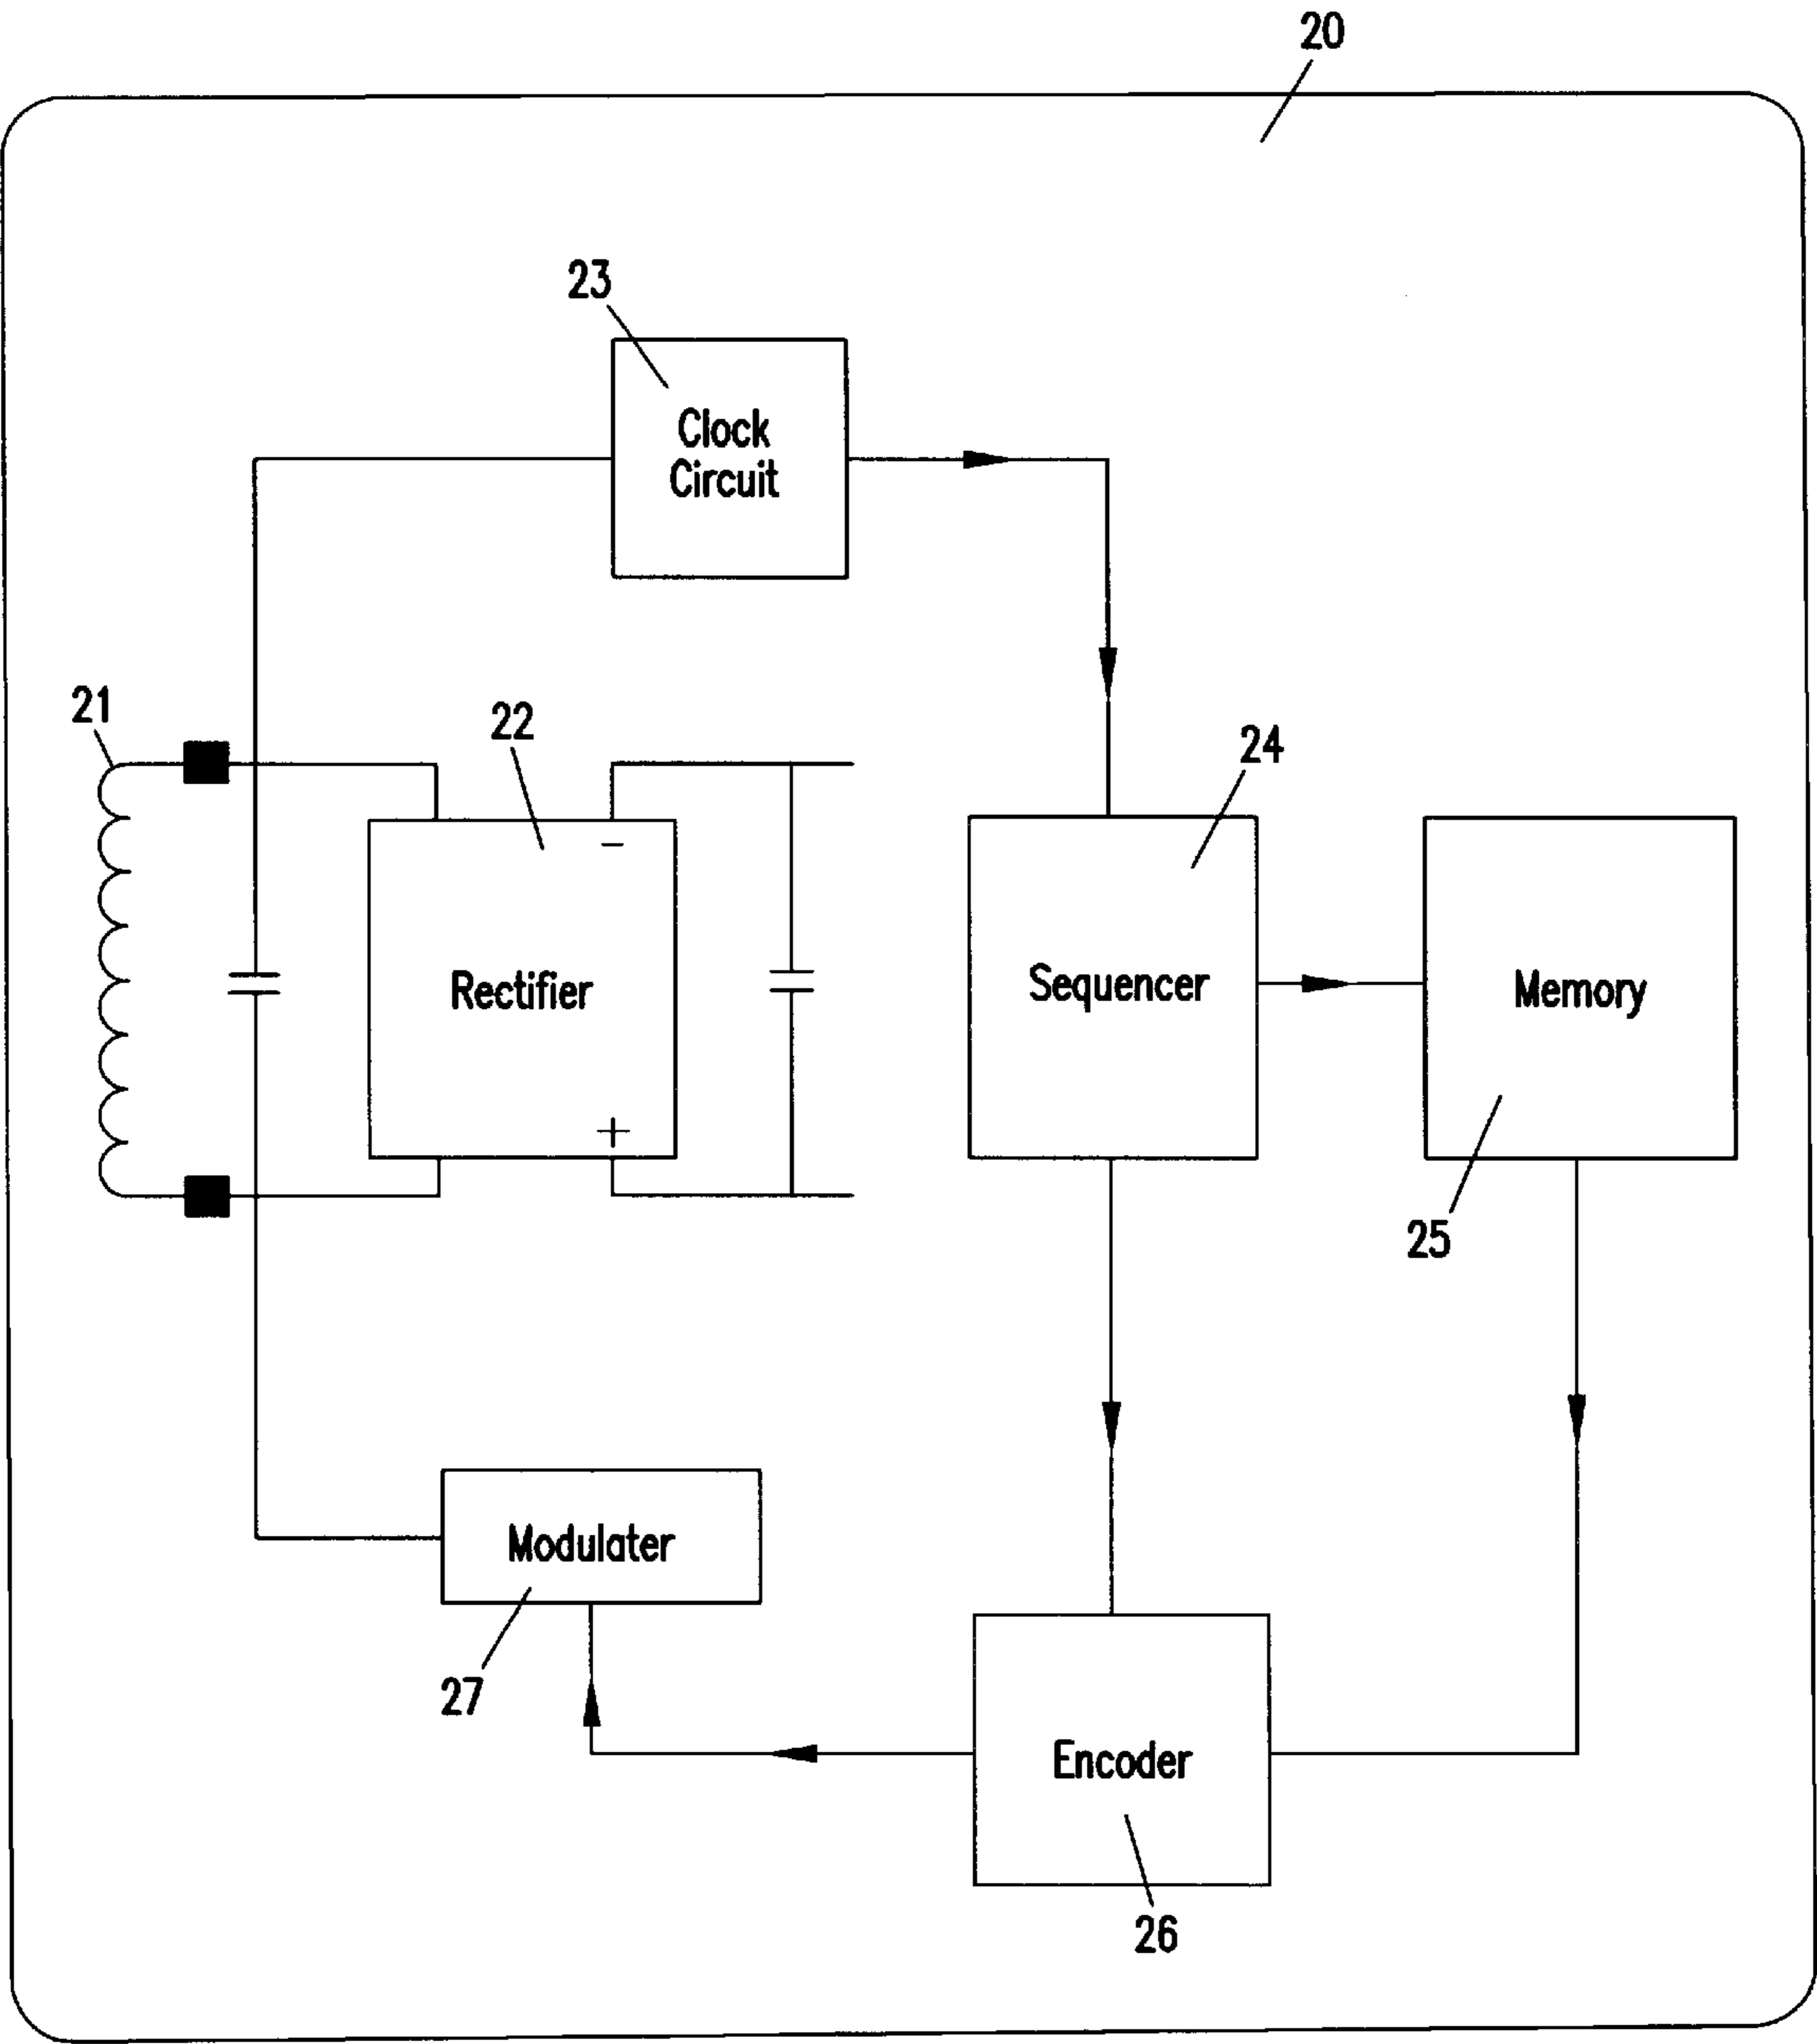 20
23
Clock
Circuit
21
22
24
−
Rectifier
Sequencer
Memory
+
25
Modulater
27
Encoder
26